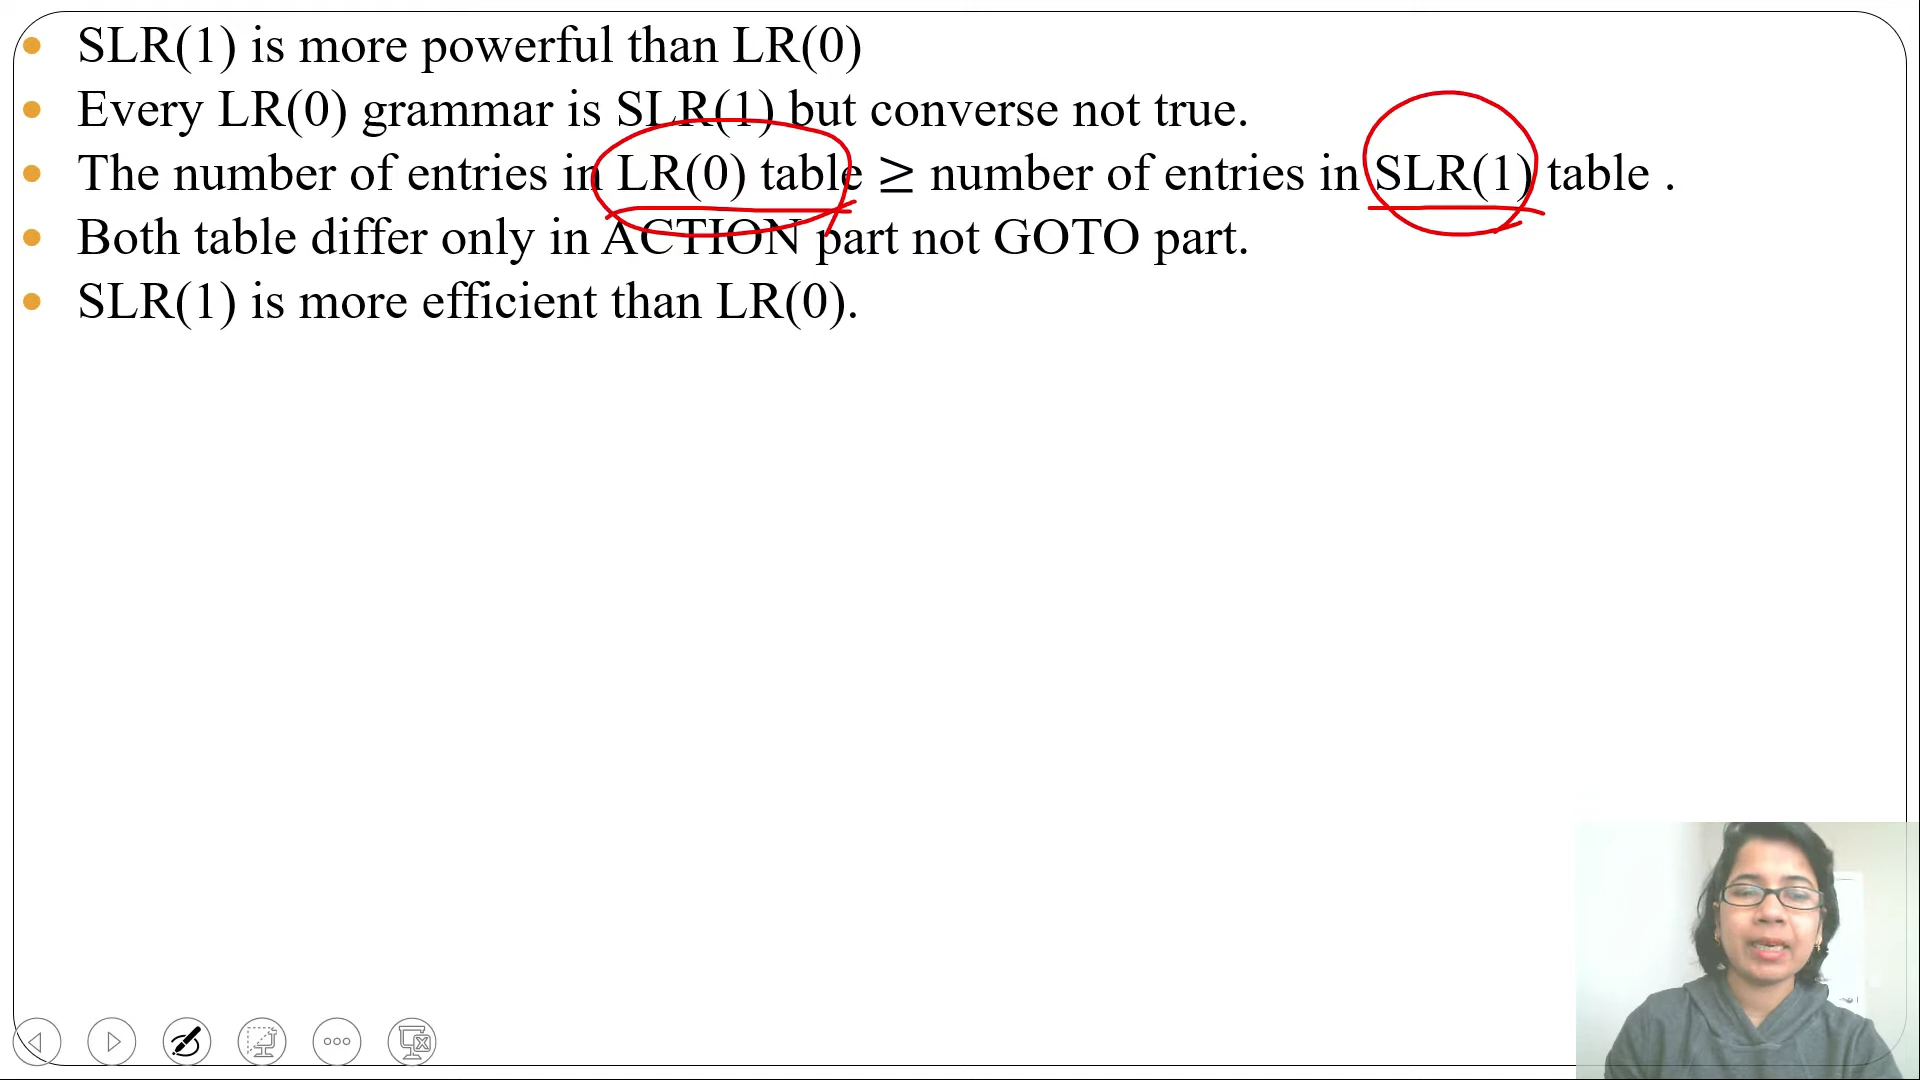 SLR(1) is more powerful than LR(0)
Every LR(0) grammar is SLR(1) but converse not true.
The number of entries in LR(0) table ≥ number of entries in SLR(1) table .
Both table differ only in ACTION part not GOTO part.
SLR(1) is more efficient than LR(0).